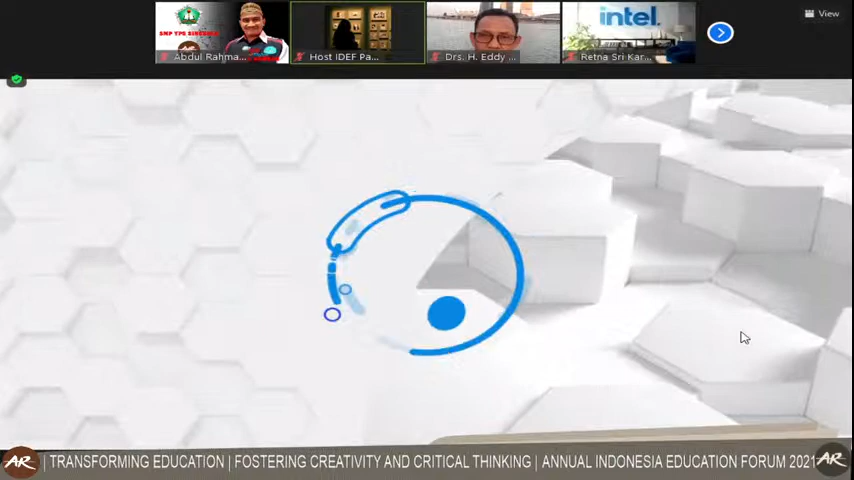 View
SMP YPS SINGKOLE
intel.
Abdul Rahma...
Host IDEF Pa...
Drs. H. Eddy ...
Retna Sri Kar...
AR | TRANSFORMING EDUCATION | FOSTERING CREATIVITY AND CRITICAL THINKING | ANNUAL INDONESIA EDUCATION FORUM 2021 AR